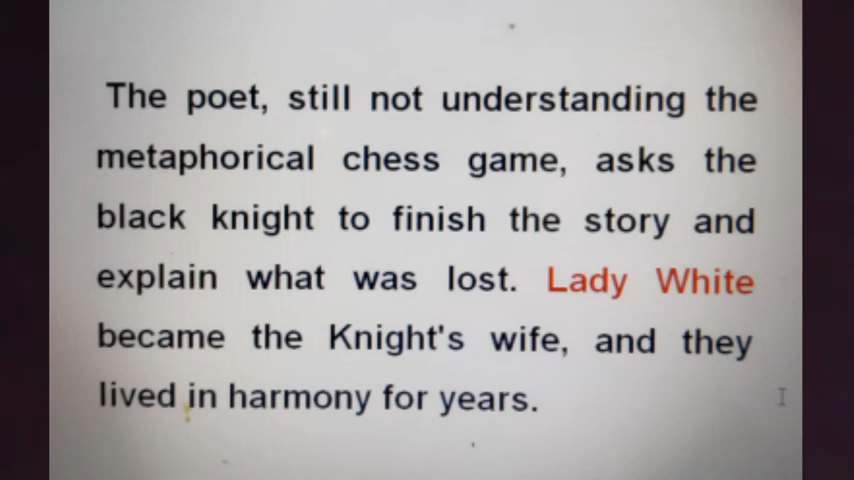 The poet, still not understanding the
metaphorical chess game, asks the
black knight to finish the story and
explain what was lost. Lady White
became the Knight's wife, and they
lived in harmony for years.